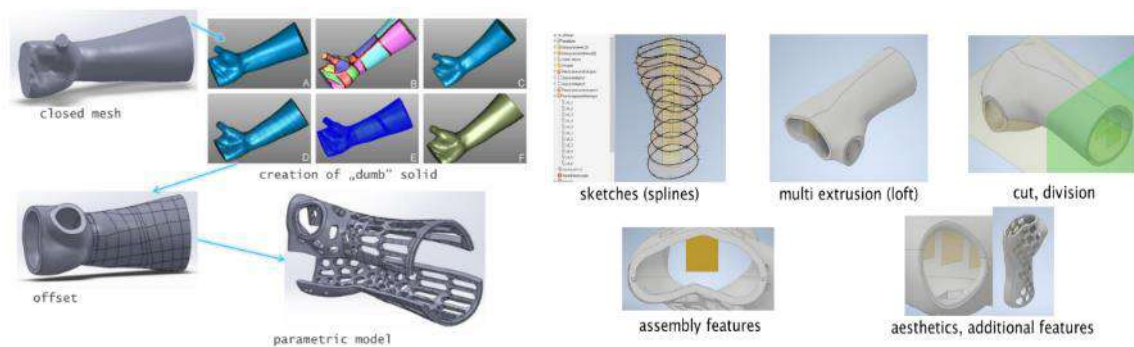 closed mesh
A
B
C
D
E
F
creation of „dumb" solid
offset
parametric model
sketches (splines)
multi extrusion (loft)
cut, division
assembly features
aesthetics, additional features